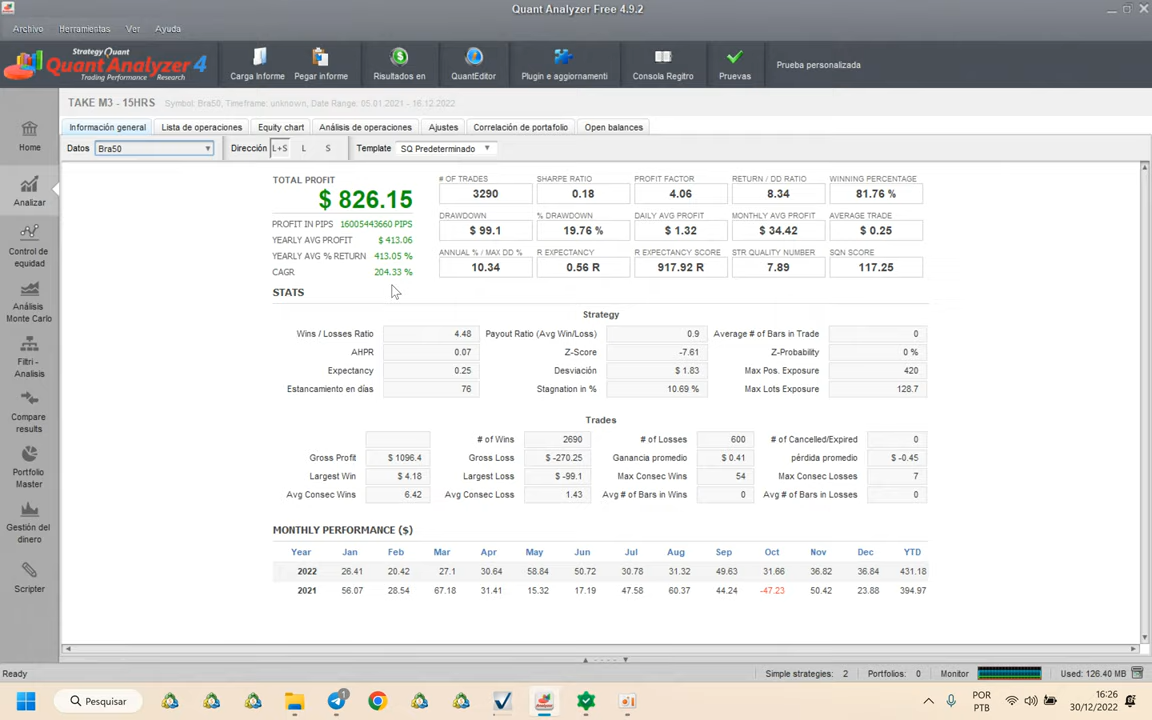 Quant Analyzer Free 4.9.2
Archivo Herramientas Ver Ayuda
Strategy Quant
QuantAnalyzer 4
Trading Performance Research
Carga Informe Pegar informe Risultados en QuantEditor Plugin e aggiornamenti Consola Regitro Pruevas Prueba personalizada
TAKE M3 - 15HRS Symbol: Bra50, Timeframe: unknown, Date Range: 05.01.2021 - 16.12.2022
Información general Lista de operaciones Equity chart Análisis de operaciones Ajustes Correlación de portafolio Open balances
Datos Bra50 Dirección L+S L S Template SQ Predeterminado
Home
Analizar
Control de
equidad
Análisis
Monte Carlo
Filtri -
Analisis
Compare
results
Portfolio
Master
Gestión del
dinero
Scripter
TOTAL PROFIT
$ 826.15
PROFIT IN PIPS 16005443660 PIPS
YEARLY AVG PROFIT $ 413.06
YEARLY AVG % RETURN 413.05 %
CAGR 204.33 %
# OF TRADES SHARPE RATIO PROFIT FACTOR RETURN / DD RATIO WINNING PERCENTAGE
3290 0.18 4.06 8.34 81.76 %
DRAWDOWN % DRAWDOWN DAILY AVG PROFIT MONTHLY AVG PROFIT AVERAGE TRADE
$ 99.1 19.76 % $ 1.32 $ 34.42 $ 0.25
ANNUAL % / MAX DD % R EXPECTANCY R EXPECTANCY SCORE STR QUALITY NUMBER SQN SCORE
10.34 0.56 R 917.92 R 7.89 117.25
STATS
Strategy
Wins / Losses Ratio 4.48 Payout Ratio (Avg Win/Loss) 0.9 Average # of Bars in Trade 0
AHPR 0.07 Z-Score -7.61 Z-Probability 0 %
Expectancy 0.25 Desviación $ 1.83 Max Pos. Exposure 420
Estancamiento en días 76 Stagnation in % 10.69 % Max Lots Exposure 128.7
Trades
# of Wins 2690 # of Losses 600 # of Cancelled/Expired 0
Gross Profit $ 1096.4 Gross Loss $ -270.25 Ganancia promedio $ 0.41 pérdida promedio $ -0.45
Largest Win $ 4.18 Largest Loss $ -99.1 Max Consec Wins 54 Max Consec Losses 7
Avg Consec Wins 6.42 Avg Consec Loss 1.43 Avg # of Bars in Wins 0 Avg # of Bars in Losses 0
MONTHLY PERFORMANCE ($)
Year Jan Feb Mar Apr May Jun Jul Aug Sep Oct Nov Dec YTD
2022 26.41 20.42 27.1 30.64 58.84 50.72 30.78 31.32 49.63 31.66 36.82 36.84 431.18
2021 56.07 28.54 67.18 31.41 15.32 17.19 47.58 60.37 44.24 -47.23 50.42 23.88 394.97
Ready Simple strategies: 2 Portfolios: 0 Monitor Used: 126.40 MB
Pesquisar 1 POR
PTB
16:26
30/12/2022